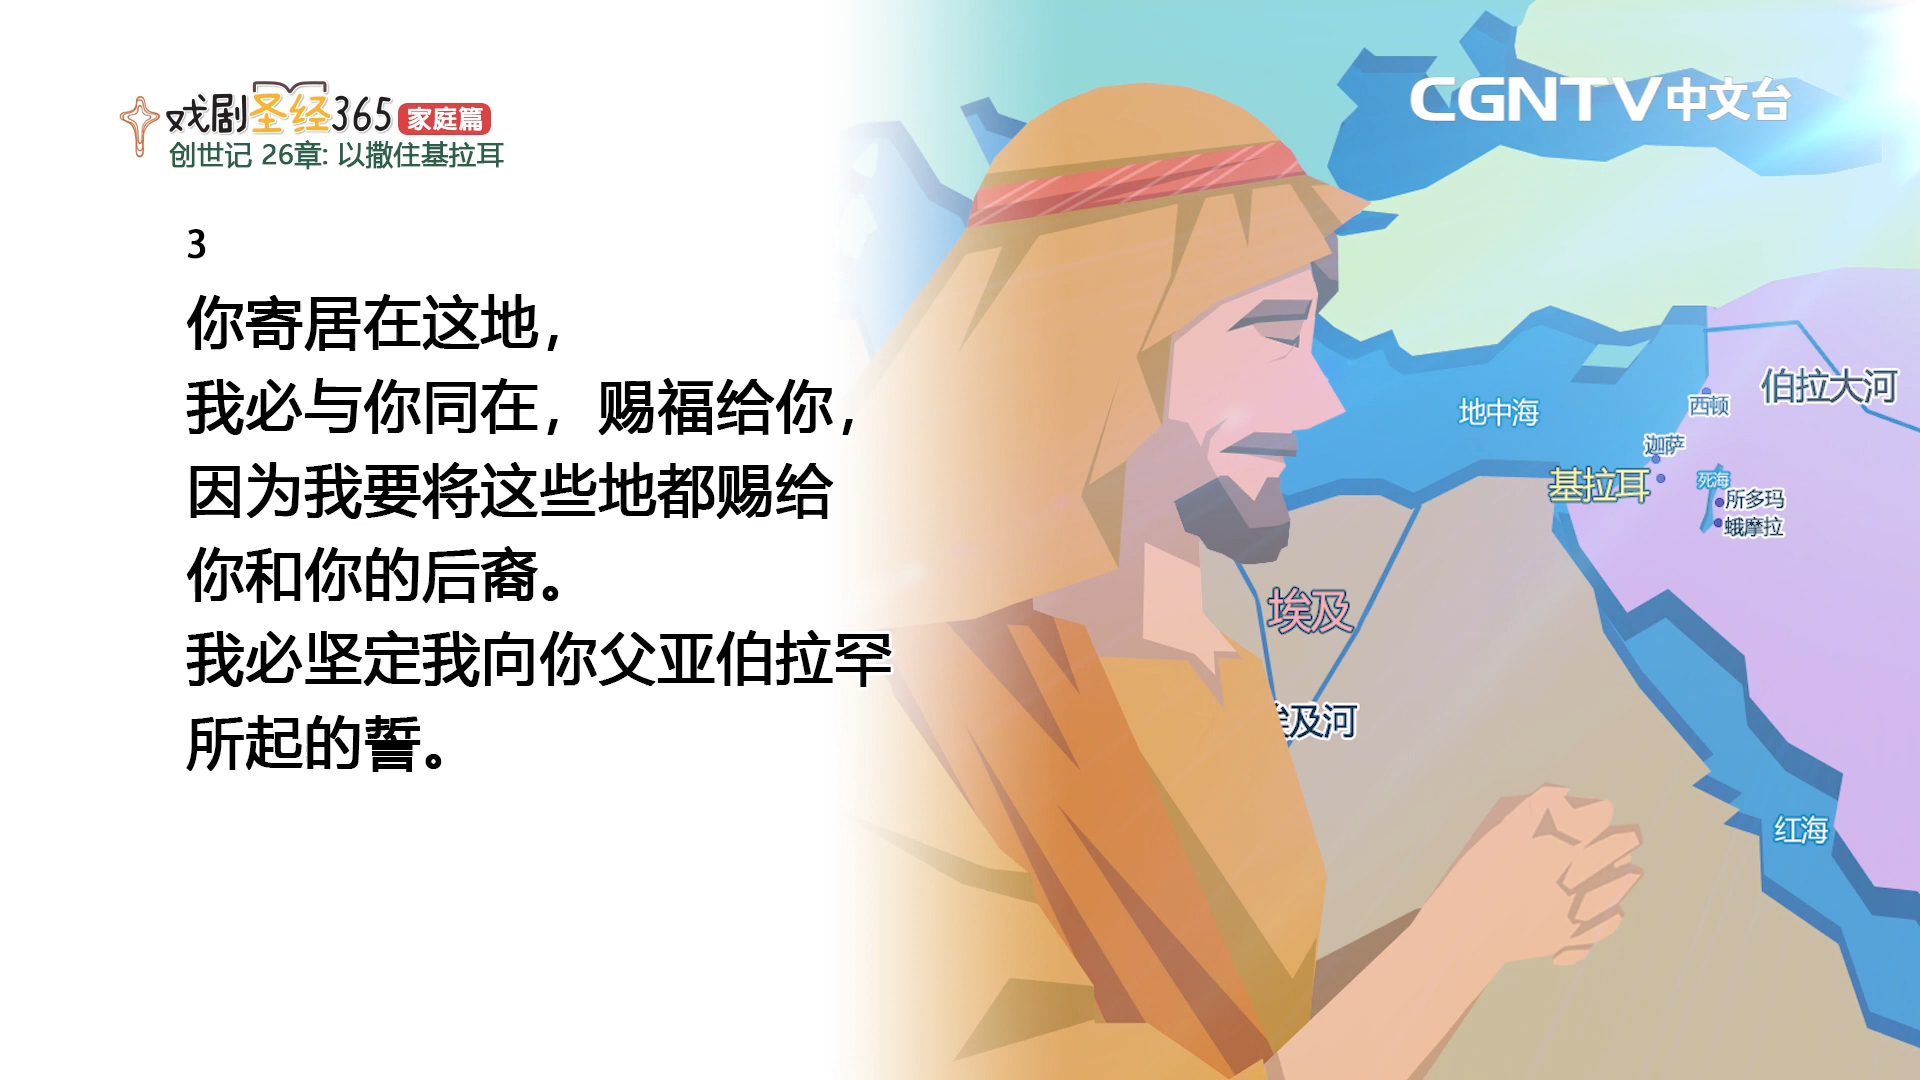 戏剧圣经365 家庭篇
创世记 26章: 以撒住基拉耳
CGNTV中文台
3
你寄居在这地，
我必与你同在，赐福给你，
因为我要将这些地都赐给
你和你的后裔。
我必坚定我向你父亚伯拉罕
所起的誓。
伯拉大河
西顿
地中海
迦萨
基拉耳
死海
所多玛
蛾摩拉
埃及
埃及河
红海